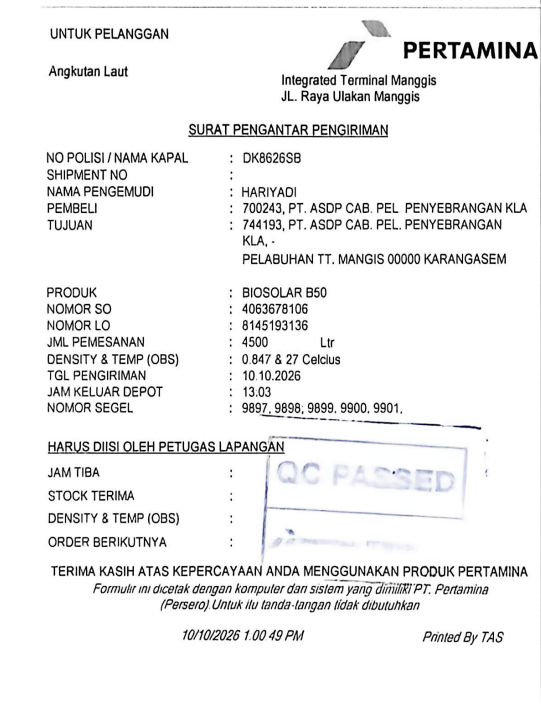 UNTUK PELANGGAN
PERTAMINA
Angkutan Laut
Integrated Terminal Manggis
JL. Raya Ulakan Manggis
SURAT PENGANTAR PENGIRIMAN
NO POLISI / NAMA KAPAL : DK8626SB
SHIPMENT NO :
NAMA PENGEMUDI : HARIYADI
PEMBELI : 700243, PT. ASDP CAB. PEL. PENYEBRANGAN KLA
TUJUAN : 744193, PT. ASDP CAB. PEL. PENYEBRANGAN
KLA, -
PELABUHAN TT. MANGIS 00000 KARANGASEM
PRODUK : BIOSOLAR B50
NOMOR SO : 4063678106
NOMOR LO : 8145193136
JML PEMESANAN : 4500 Ltr
DENSITY & TEMP (OBS) : 0.847 & 27 Celcius
TGL PENGIRIMAN : 10.10.2026
JAM KELUAR DEPOT : 13:03
NOMOR SEGEL : 9897, 9898; 9899. 9900, 9901,
HARUS DIISI OLEH PETUGAS LAPANGAN
QC PASSED
JAM TIBA :
STOCK TERIMA :
DENSITY & TEMP (OBS) :
ORDER BERIKUTNYA :
TERIMA KASIH ATAS KEPERCAYAAN ANDA MENGGUNAKAN PRODUK PERTAMINA
Formulir ini dicetak dengan komputer dan sistem yang dimiliki PT. Pertamina
(Persero) Untuk itu tanda-tangan tidak dibutuhkan
10/10/2026 1.00 49 PM
Printed By TAS